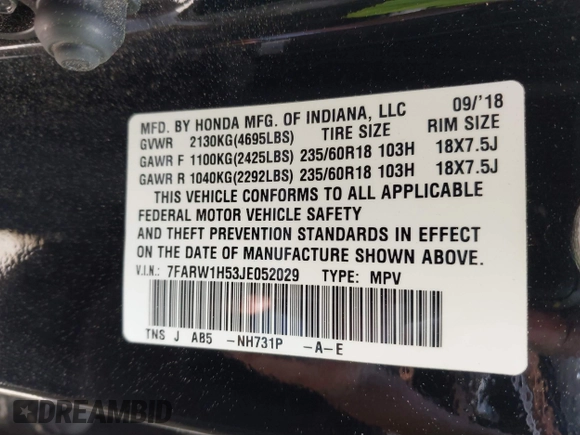 MFD. BY HONDA MFG. OF INDIANA, LLC 09/'18
GVWR 2130KG(4695LBS) TIRE SIZE RIM SIZE
GAWR F 1100KG(2425LBS) 235/60R18 103H 18X7.5J
GAWR R 1040KG(2292LBS) 235/60R18 103H 18X7.5J
THIS VEHICLE CONFORMS TO ALL APPLICABLE
FEDERAL MOTOR VEHICLE SAFETY
AND THEFT PREVENTION STANDARDS IN EFFECT
ON THE DATE OF MANUFACTURE SHOWN ABOVE.
V.I.N.: 7FARW1H53JE052029 TYPE: MPV
TNS J AB5 -NH731P -A-E
DREAMBID